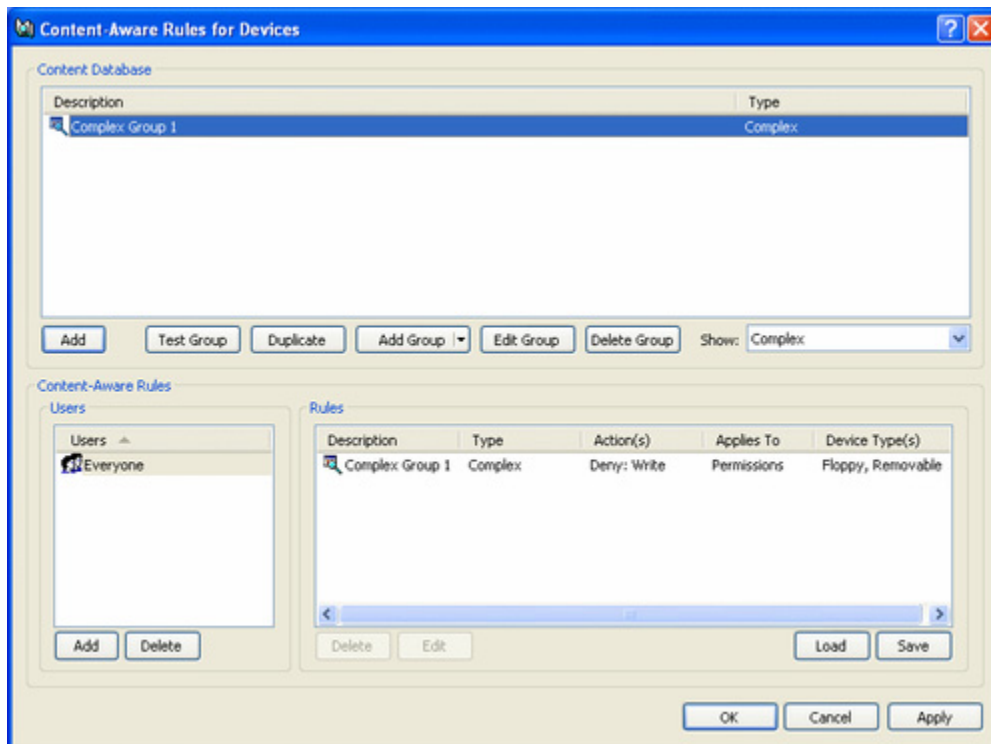 Content-Aware Rules for Devices
Content Database
Description Type
Complex Group 1 Complex
Add Test Group Duplicate Add Group Edit Group Delete Group Show: Complex
Content-Aware Rules
Users Rules
Users Description Type Action(s) Applies To Device Type(s)
Everyone Complex Group 1 Complex Deny: Write Permissions Floppy, Removable
Add Delete Delete Edit Load Save
OK Cancel Apply